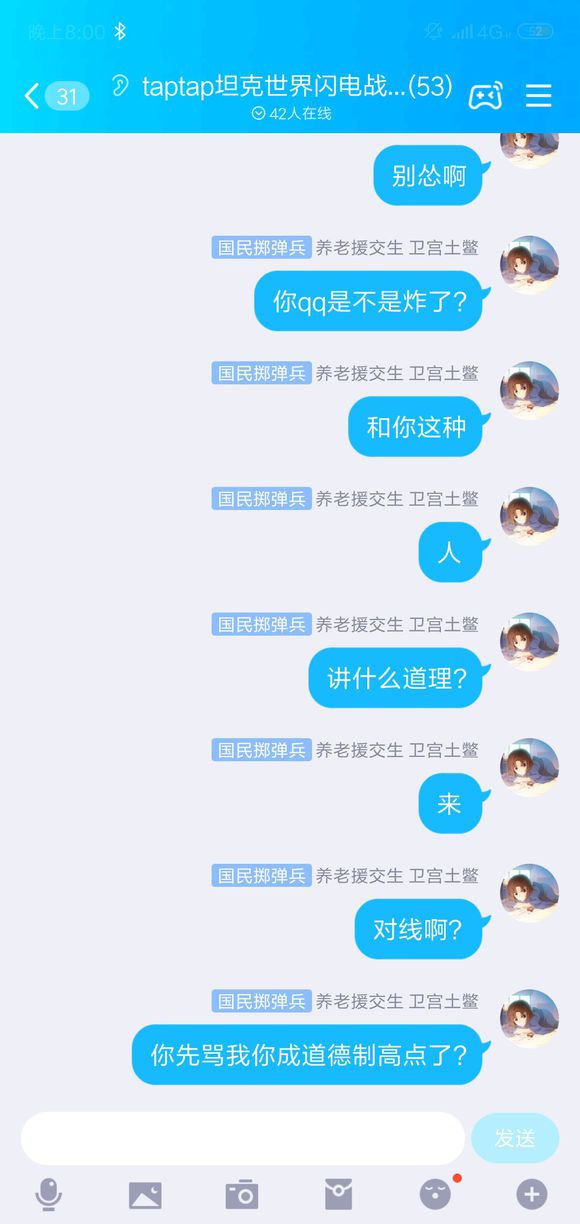 晚上8:00
4G
52
31
taptap坦克世界闪电战...(53)
42人在线
别怂啊
国民掷弹兵 养老援交生 卫宫土鳖
你qq是不是炸了?
国民掷弹兵 养老援交生 卫宫土鳖
和你这种
国民掷弹兵 养老援交生 卫宫土鳖
人
国民掷弹兵 养老援交生 卫宫土鳖
讲什么道理?
国民掷弹兵 养老援交生 卫宫土鳖
来
国民掷弹兵 养老援交生 卫宫土鳖
对线啊?
国民掷弹兵 养老援交生 卫宫土鳖
你先骂我你成道德制高点了?
发送